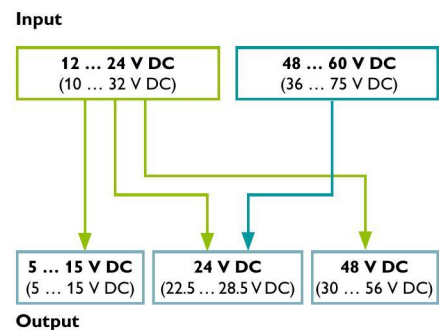 Input
12 ... 24 V DC
(10 ... 32 V DC)
48 ... 60 V DC
(36 ... 75 V DC)
5 ... 15 V DC
(5 ... 15 V DC)
24 V DC
(22.5 ... 28.5 V DC)
48 V DC
(30 ... 56 V DC)
Output